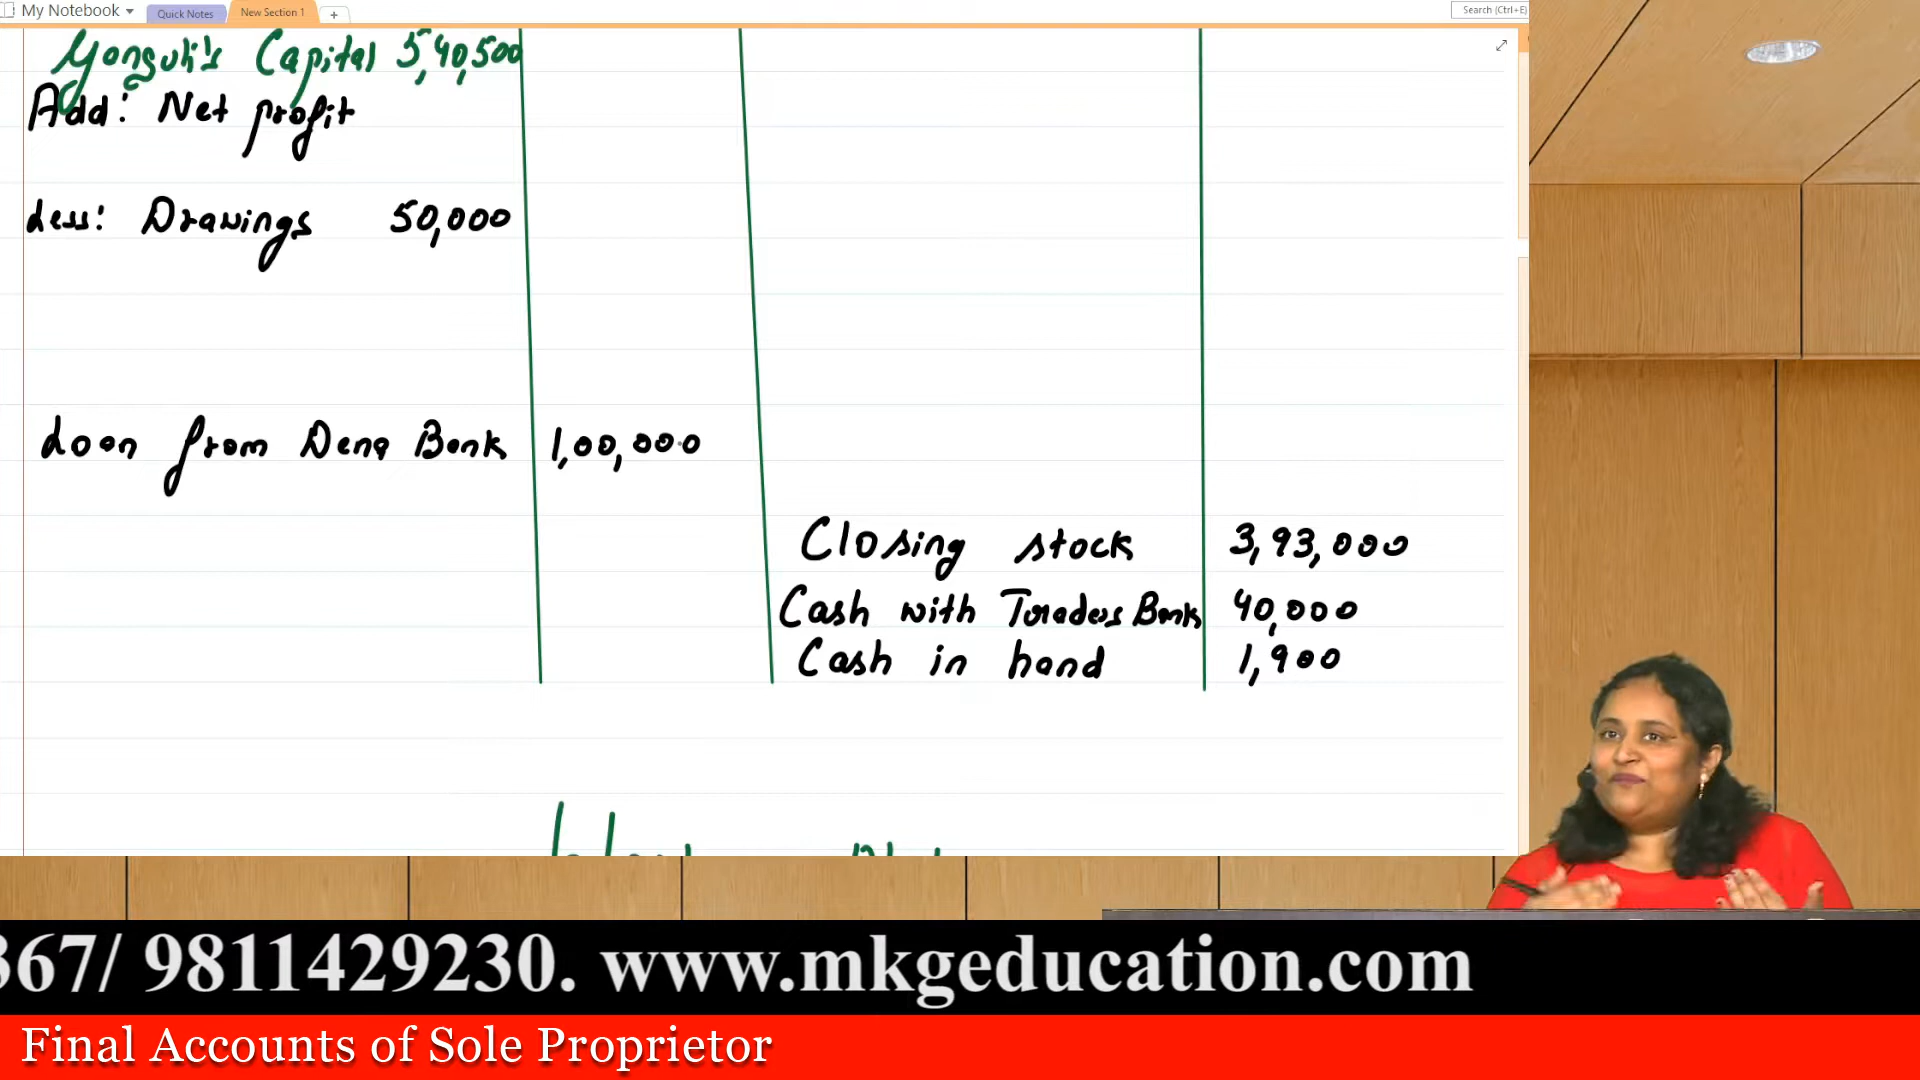 My Notebook
Quick Notes
New Section 1
+
Search (Ctrl+E)
Ganguli's Capital 5,40,500
Add: Net profit
Less: Drawings 50,000
Loan from Dena Bank 1,00,000
Closing stock 3,93,000
Cash with Traders Bank 40,000
Cash in hand 1,900
367/ 9811429230. www.mkgeducation.com
Final Accounts of Sole Proprietor